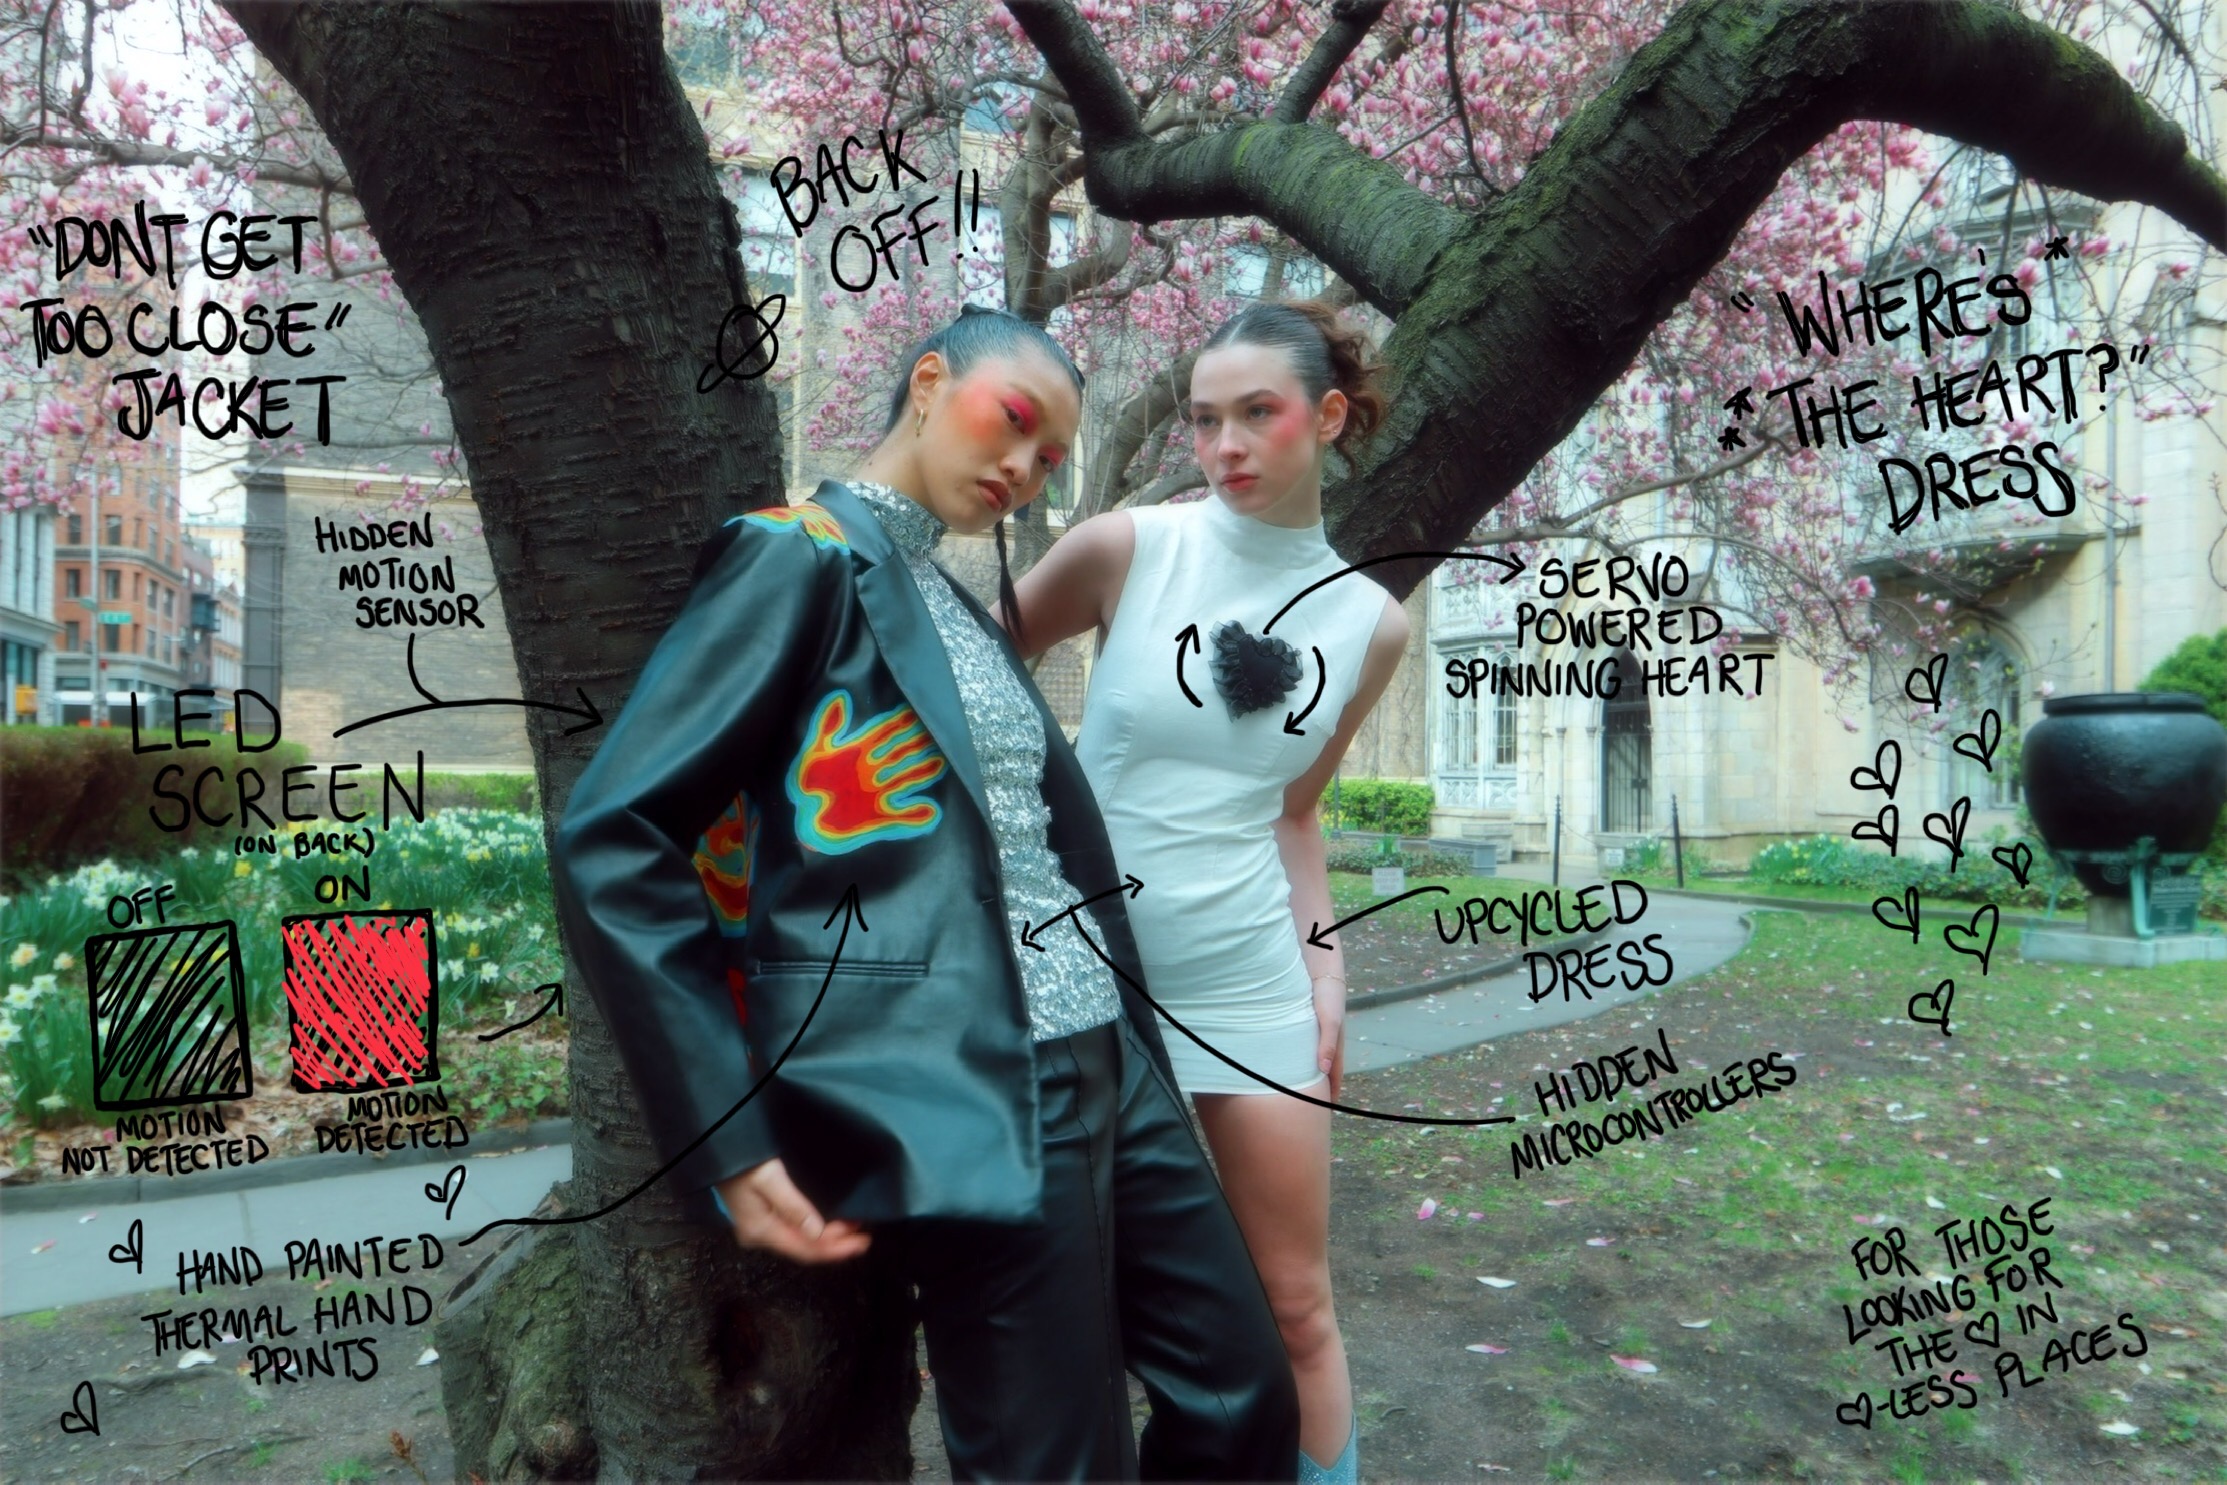 "DON'T GET
TOO CLOSE"
JACKET
BACK
OFF!!
"WHERE'S
THE HEART?"
DRESS
HIDDEN
MOTION
SENSOR
LED
SCREEN
(ON BACK)
OFF
ON
MOTION
NOT DETECTED
MOTION
DETECTED
HAND PAINTED
THERMAL HAND
PRINTS
SERVO
POWERED
SPINNING HEART
UPCYCLED
DRESS
HIDDEN
MICROCONTROLLERS
FOR THOSE
LOOKING FOR
THE ♡ IN
♡-LESS PLACES